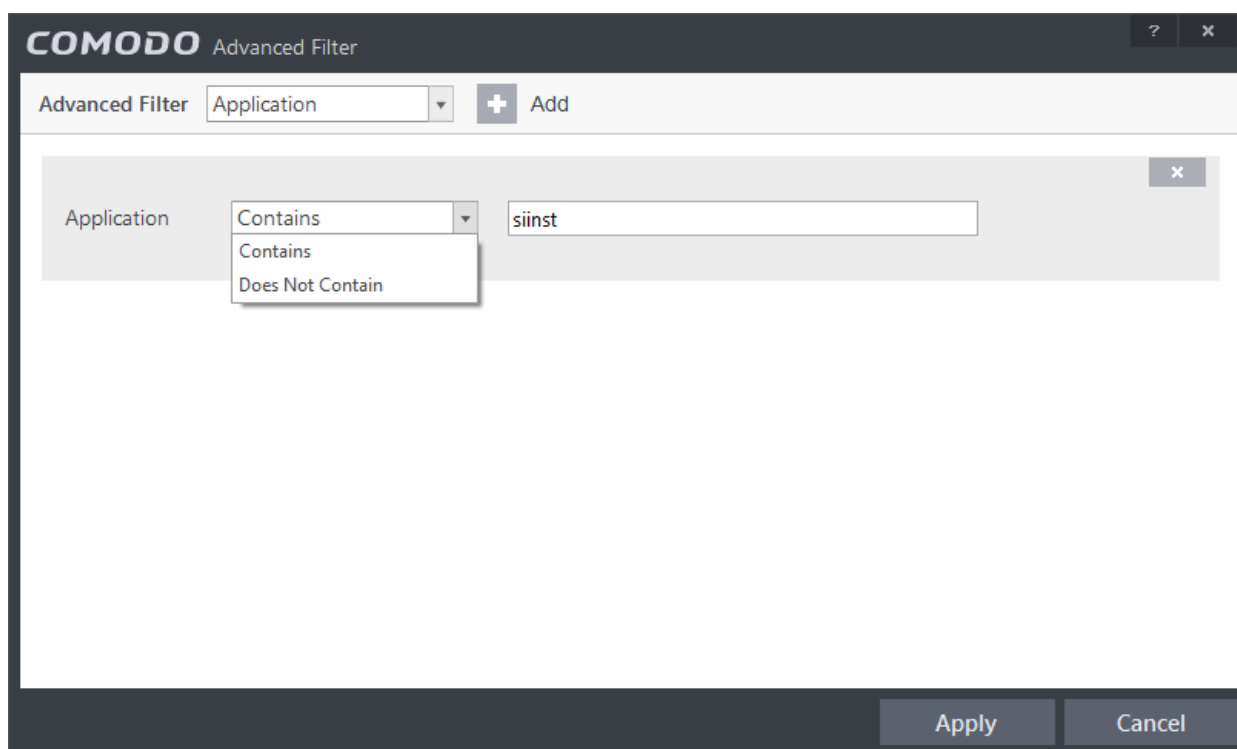 COMODO Advanced Filter ? ×
Advanced Filter Application + Add
×
Application Contains siinst
Contains
Does Not Contain
Apply Cancel